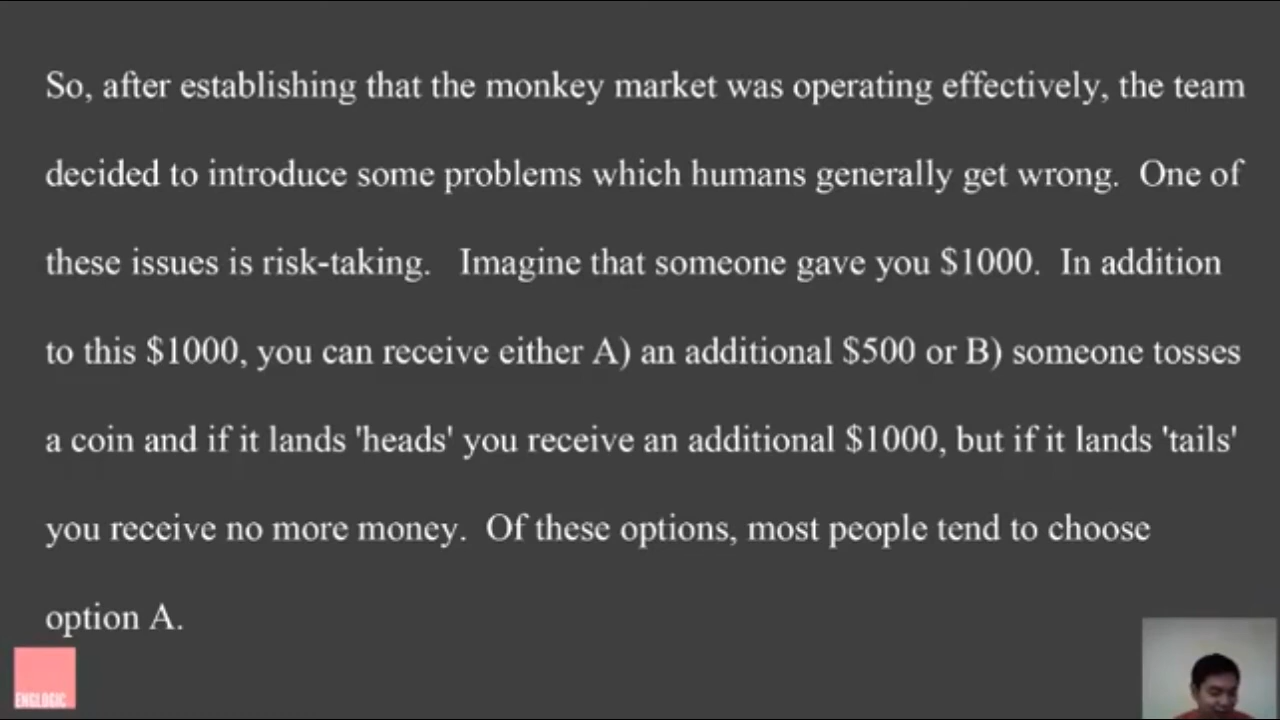 So, after establishing that the monkey market was operating effectively, the team
decided to introduce some problems which humans generally get wrong.  One of
these issues is risk-taking.   Imagine that someone gave you $1000.  In addition
to this $1000, you can receive either A) an additional $500 or B) someone tosses
a coin and if it lands 'heads' you receive an additional $1000, but if it lands 'tails'
you receive no more money.  Of these options, most people tend to choose
option A.
ENGLOGIC